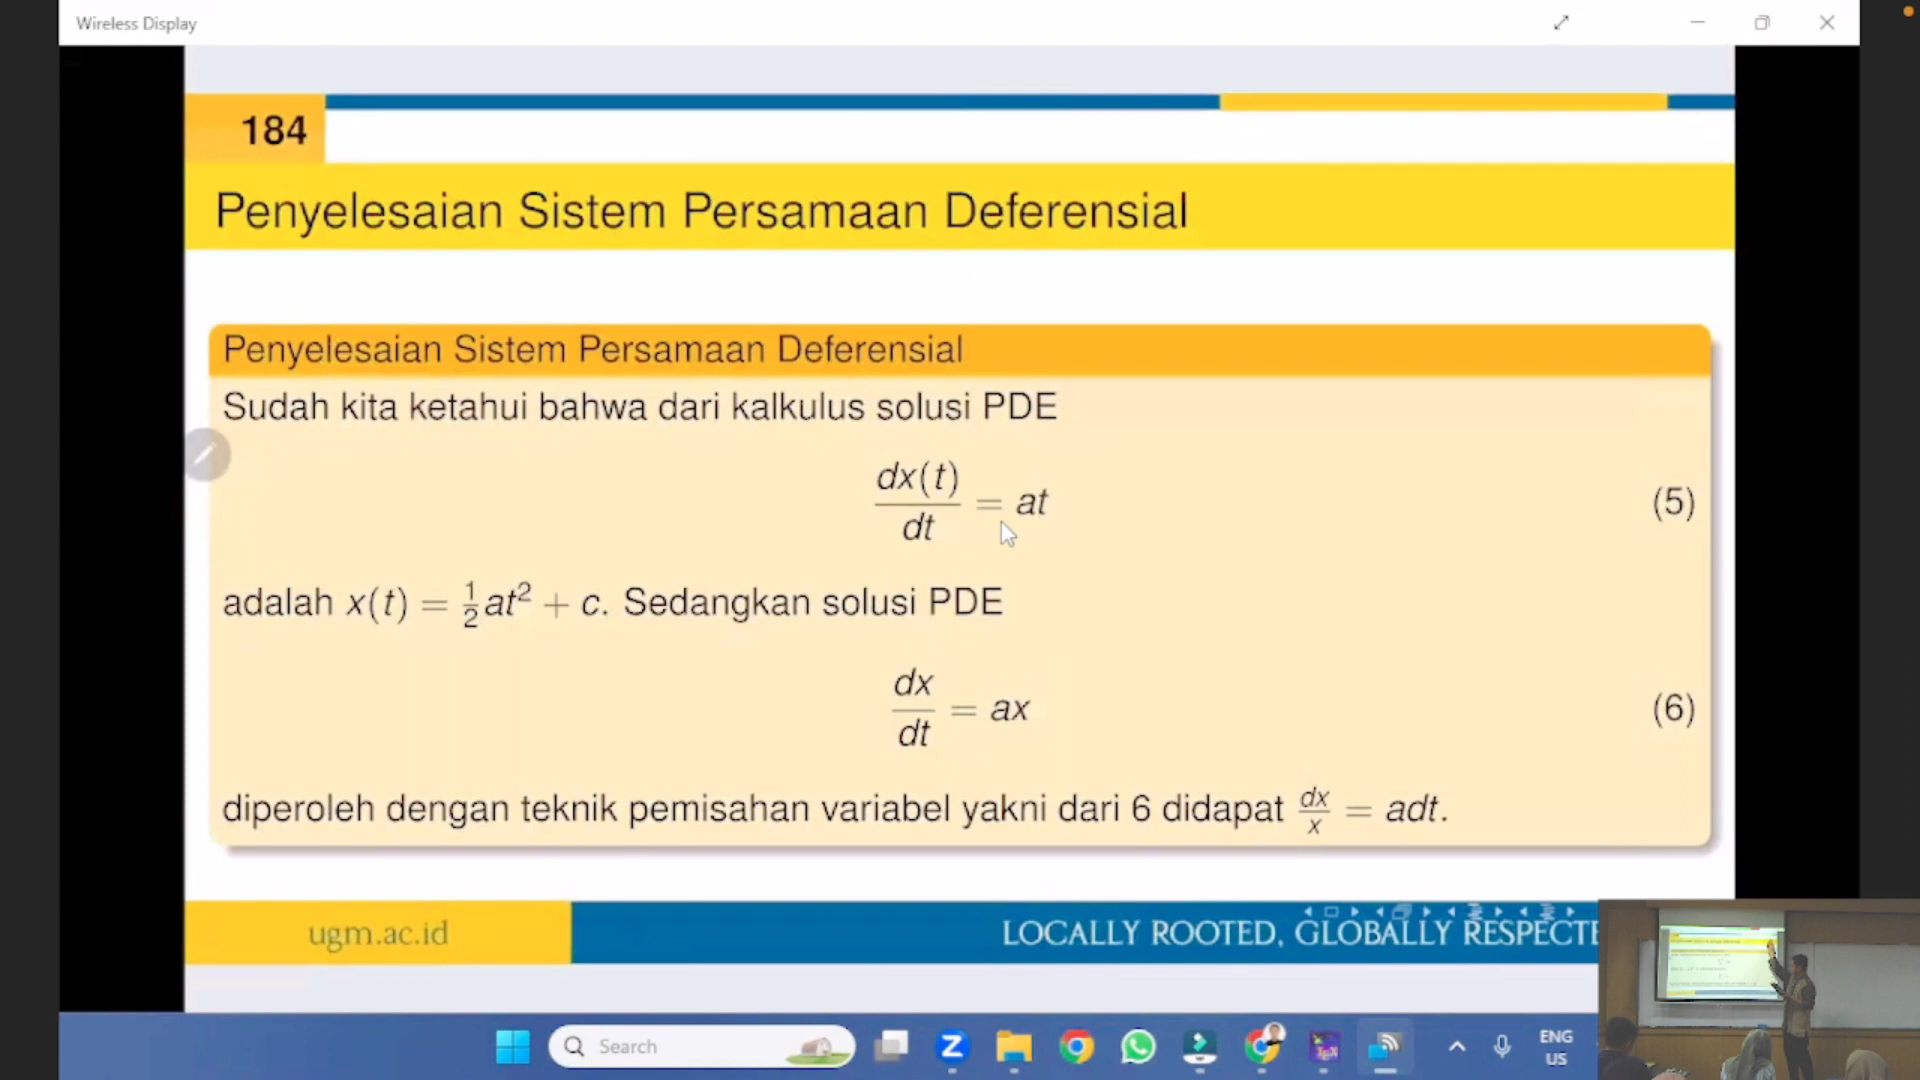 Wireless Display
184
Penyelesaian Sistem Persamaan Deferensial
Penyelesaian Sistem Persamaan Deferensial
Sudah kita ketahui bahwa dari kalkulus solusi PDE
dx(t)/dt = at (5)
adalah x(t) = ½at² + c. Sedangkan solusi PDE
dx/dt = ax (6)
diperoleh dengan teknik pemisahan variabel yakni dari 6 didapat dx/x = adt.
ugm.ac.id
LOCALLY ROOTED, GLOBALLY RESPECTE
Search
ENG
US